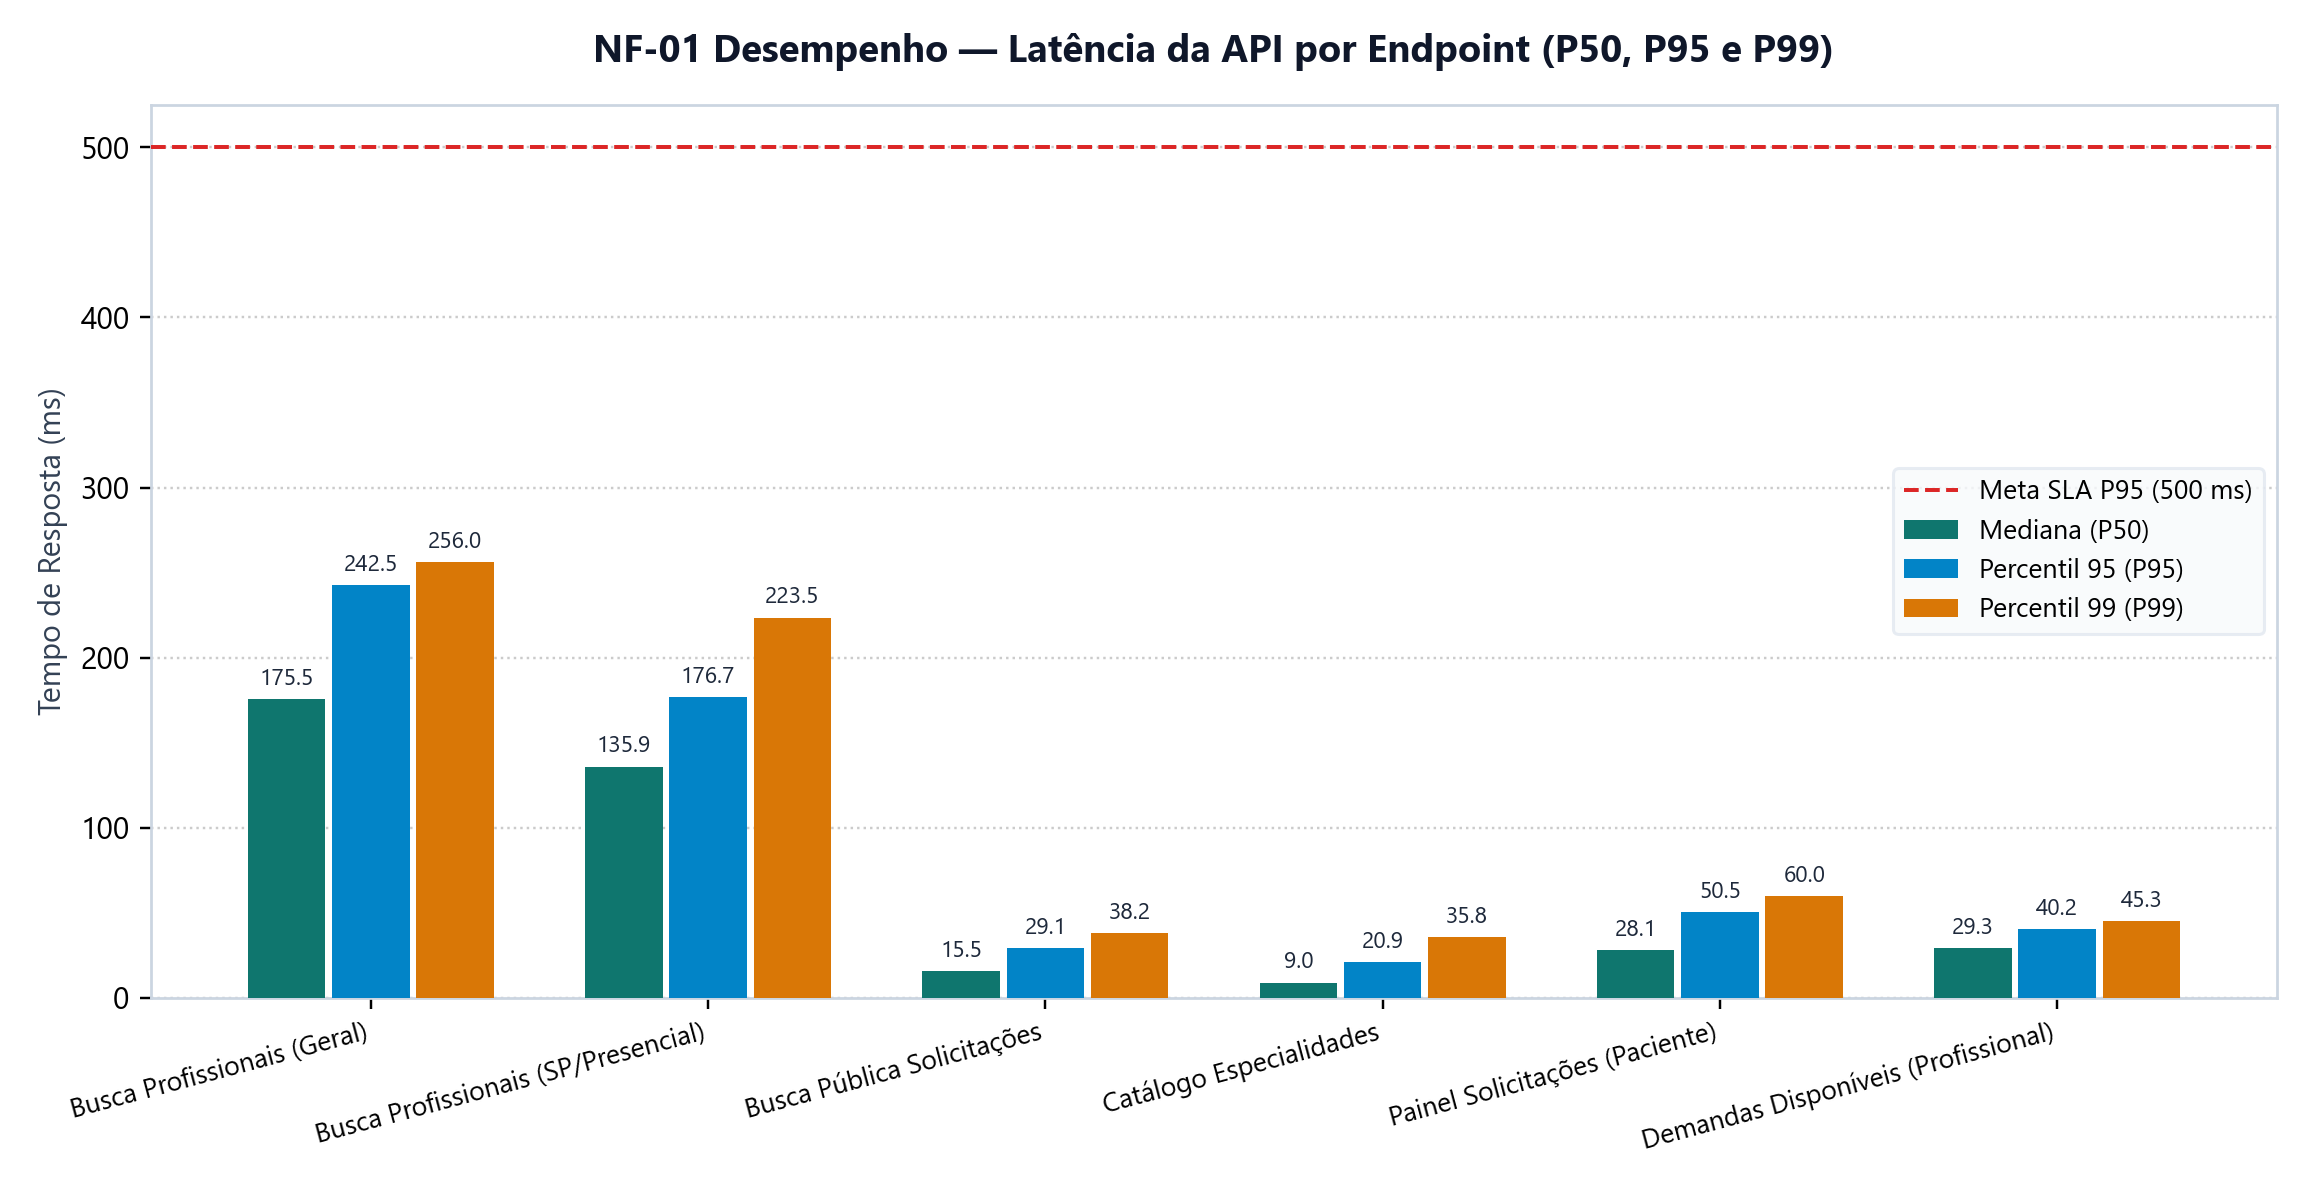 NF-01 Desempenho — Latência da API por Endpoint (P50, P95 e P99)
Tempo de Resposta (ms)
500
400
300
200
100
0
Meta SLA P95 (500 ms)
Mediana (P50)
Percentil 95 (P95)
Percentil 99 (P99)
175.5
242.5
256.0
135.9
176.7
223.5
15.5
29.1
38.2
9.0
20.9
35.8
28.1
50.5
60.0
29.3
40.2
45.3
Busca Profissionais (Geral)
Busca Profissionais (SP/Presencial)
Busca Pública Solicitações
Catálogo Especialidades
Painel Solicitações (Paciente)
Demandas Disponíveis (Profissional)